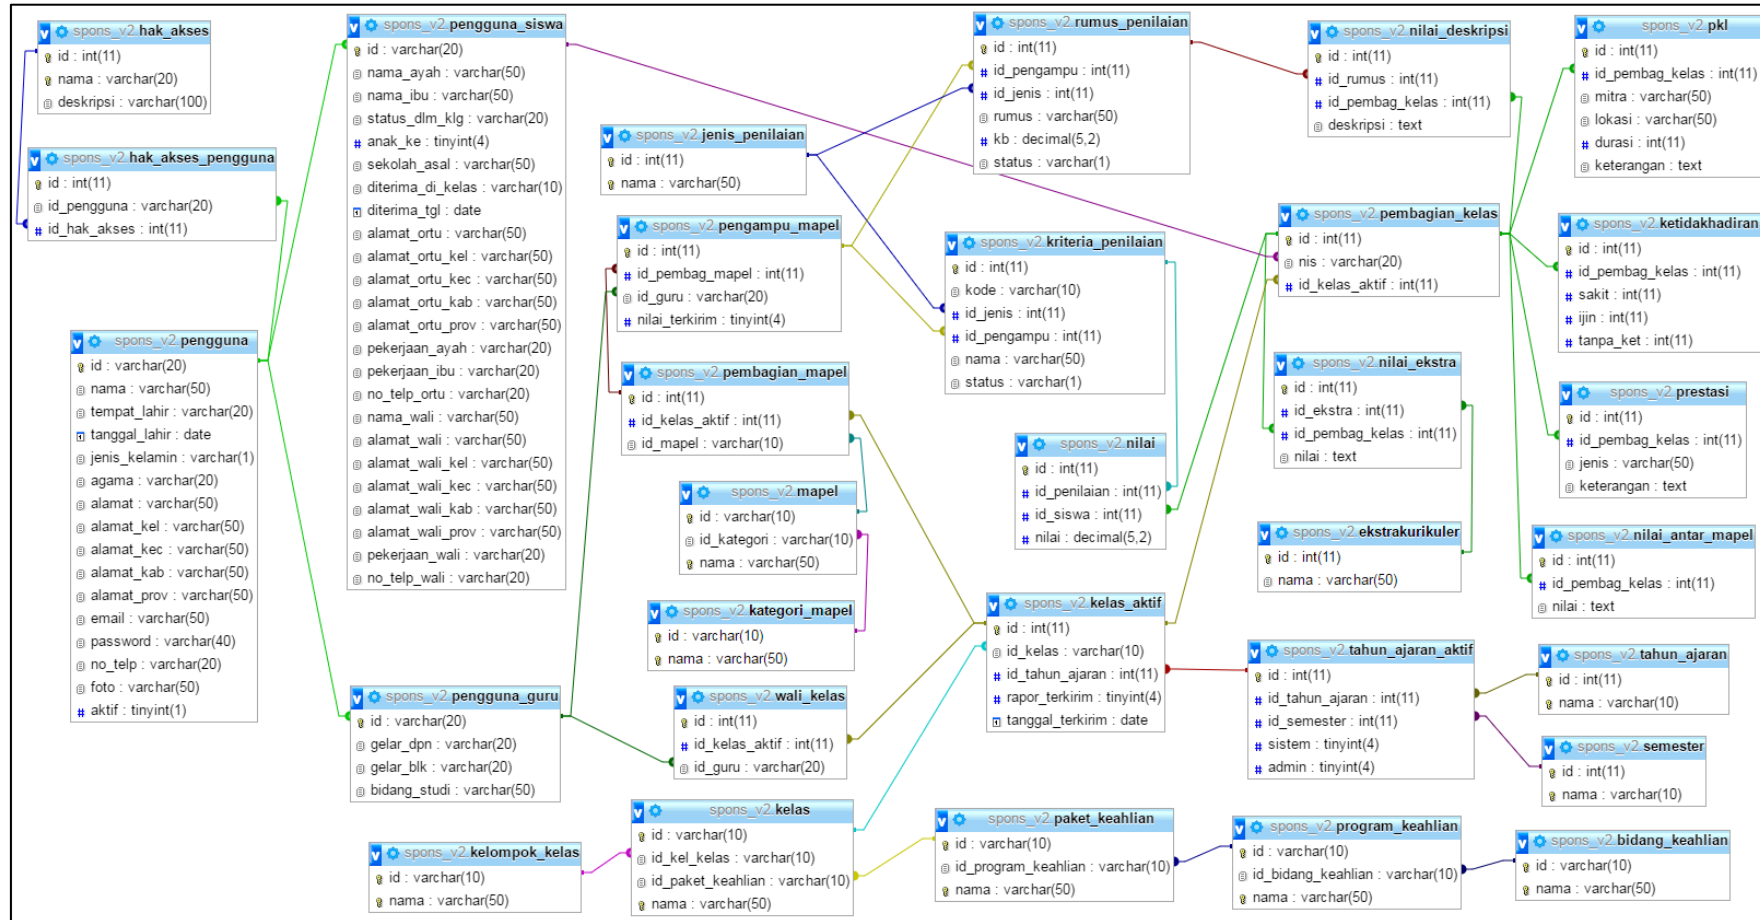 spons_v2.hak_akses
id : int(11)
nama : varchar(20)
deskripsi : varchar(100)
spons_v2.hak_akses_pengguna
id : int(11)
id_pengguna : varchar(20)
id_hak_akses : int(11)
spons_v2.pengguna
id : varchar(20)
nama : varchar(50)
tempat_lahir : varchar(20)
tanggal_lahir : date
jenis_kelamin : varchar(1)
agama : varchar(20)
alamat : varchar(50)
alamat_kel : varchar(50)
alamat_kec : varchar(50)
alamat_kab : varchar(50)
alamat_prov : varchar(50)
email : varchar(50)
password : varchar(40)
no_telp : varchar(20)
foto : varchar(50)
aktif : tinyint(1)
spons_v2.pengguna_siswa
id : varchar(20)
nama_ayah : varchar(50)
nama_ibu : varchar(50)
status_dlm_klg : varchar(20)
anak_ke : tinyint(4)
sekolah_asal : varchar(50)
diterima_di_kelas : varchar(10)
diterima_tgl : date
alamat_ortu : varchar(50)
alamat_ortu_kel : varchar(50)
alamat_ortu_kec : varchar(50)
alamat_ortu_kab : varchar(50)
alamat_ortu_prov : varchar(50)
pekerjaan_ayah : varchar(20)
pekerjaan_ibu : varchar(20)
no_telp_ortu : varchar(20)
nama_wali : varchar(50)
alamat_wali : varchar(50)
alamat_wali_kel : varchar(50)
alamat_wali_kec : varchar(50)
alamat_wali_kab : varchar(50)
alamat_wali_prov : varchar(50)
pekerjaan_wali : varchar(20)
no_telp_wali : varchar(20)
spons_v2.pengguna_guru
id : varchar(20)
gelar_dpn : varchar(20)
gelar_blk : varchar(20)
bidang_studi : varchar(50)
spons_v2.kelompok_kelas
id : varchar(10)
nama : varchar(50)
spons_v2.jenis_penilaian
id : int(11)
nama : varchar(50)
spons_v2.pengampu_mapel
id : int(11)
id_pembag_mapel : int(11)
id_guru : varchar(20)
nilai_terkirim : tinyint(4)
spons_v2.pembagian_mapel
id : int(11)
id_kelas_aktif : int(11)
id_mapel : varchar(10)
spons_v2.mapel
id : varchar(10)
id_kategori : varchar(10)
nama : varchar(50)
spons_v2.kategori_mapel
id : varchar(10)
nama : varchar(50)
spons_v2.wali_kelas
id : int(11)
id_kelas_aktif : int(11)
id_guru : varchar(20)
spons_v2.kelas
id : varchar(10)
id_kel_kelas : varchar(10)
id_paket_keahlian : varchar(10)
nama : varchar(50)
spons_v2.rumus_penilaian
id : int(11)
id_pengampu : int(11)
id_jenis : int(11)
rumus : varchar(50)
kb : decimal(5,2)
status : varchar(1)
spons_v2.kriteria_penilaian
id : int(11)
kode : varchar(10)
id_jenis : int(11)
id_pengampu : int(11)
nama : varchar(50)
status : varchar(1)
spons_v2.nilai
id : int(11)
id_penilaian : int(11)
id_siswa : int(11)
nilai : decimal(5,2)
spons_v2.kelas_aktif
id : int(11)
id_kelas : varchar(10)
id_tahun_ajaran : int(11)
rapor_terkirim : tinyint(4)
tanggal_terkirim : date
spons_v2.paket_keahlian
id : varchar(10)
id_program_keahlian : varchar(10)
nama : varchar(50)
spons_v2.nilai_deskripsi
id : int(11)
id_rumus : int(11)
id_pembag_kelas : int(11)
deskripsi : text
spons_v2.pembagian_kelas
id : int(11)
nis : varchar(20)
id_kelas_aktif : int(11)
spons_v2.nilai_ekstra
id : int(11)
id_ekstra : int(11)
id_pembag_kelas : int(11)
nilai : text
spons_v2.ekstrakurikuler
id : int(11)
nama : varchar(50)
spons_v2.tahun_ajaran_aktif
id : int(11)
id_tahun_ajaran : int(11)
id_semester : int(11)
sistem : tinyint(4)
admin : tinyint(4)
spons_v2.program_keahlian
id : varchar(10)
id_bidang_keahlian : varchar(10)
nama : varchar(50)
spons_v2.pkl
id : int(11)
id_pembag_kelas : int(11)
mitra : varchar(50)
lokasi : varchar(50)
durasi : int(11)
keterangan : text
spons_v2.ketidakhadiran
id : int(11)
id_pembag_kelas : int(11)
sakit : int(11)
ijin : int(11)
tanpa_ket : int(11)
spons_v2.prestasi
id : int(11)
id_pembag_kelas : int(11)
jenis : varchar(50)
keterangan : text
spons_v2.nilai_antar_mapel
id : int(11)
id_pembag_kelas : int(11)
nilai : text
spons_v2.tahun_ajaran
id : int(11)
nama : varchar(10)
spons_v2.semester
id : int(11)
nama : varchar(10)
spons_v2.bidang_keahlian
id : varchar(10)
nama : varchar(50)